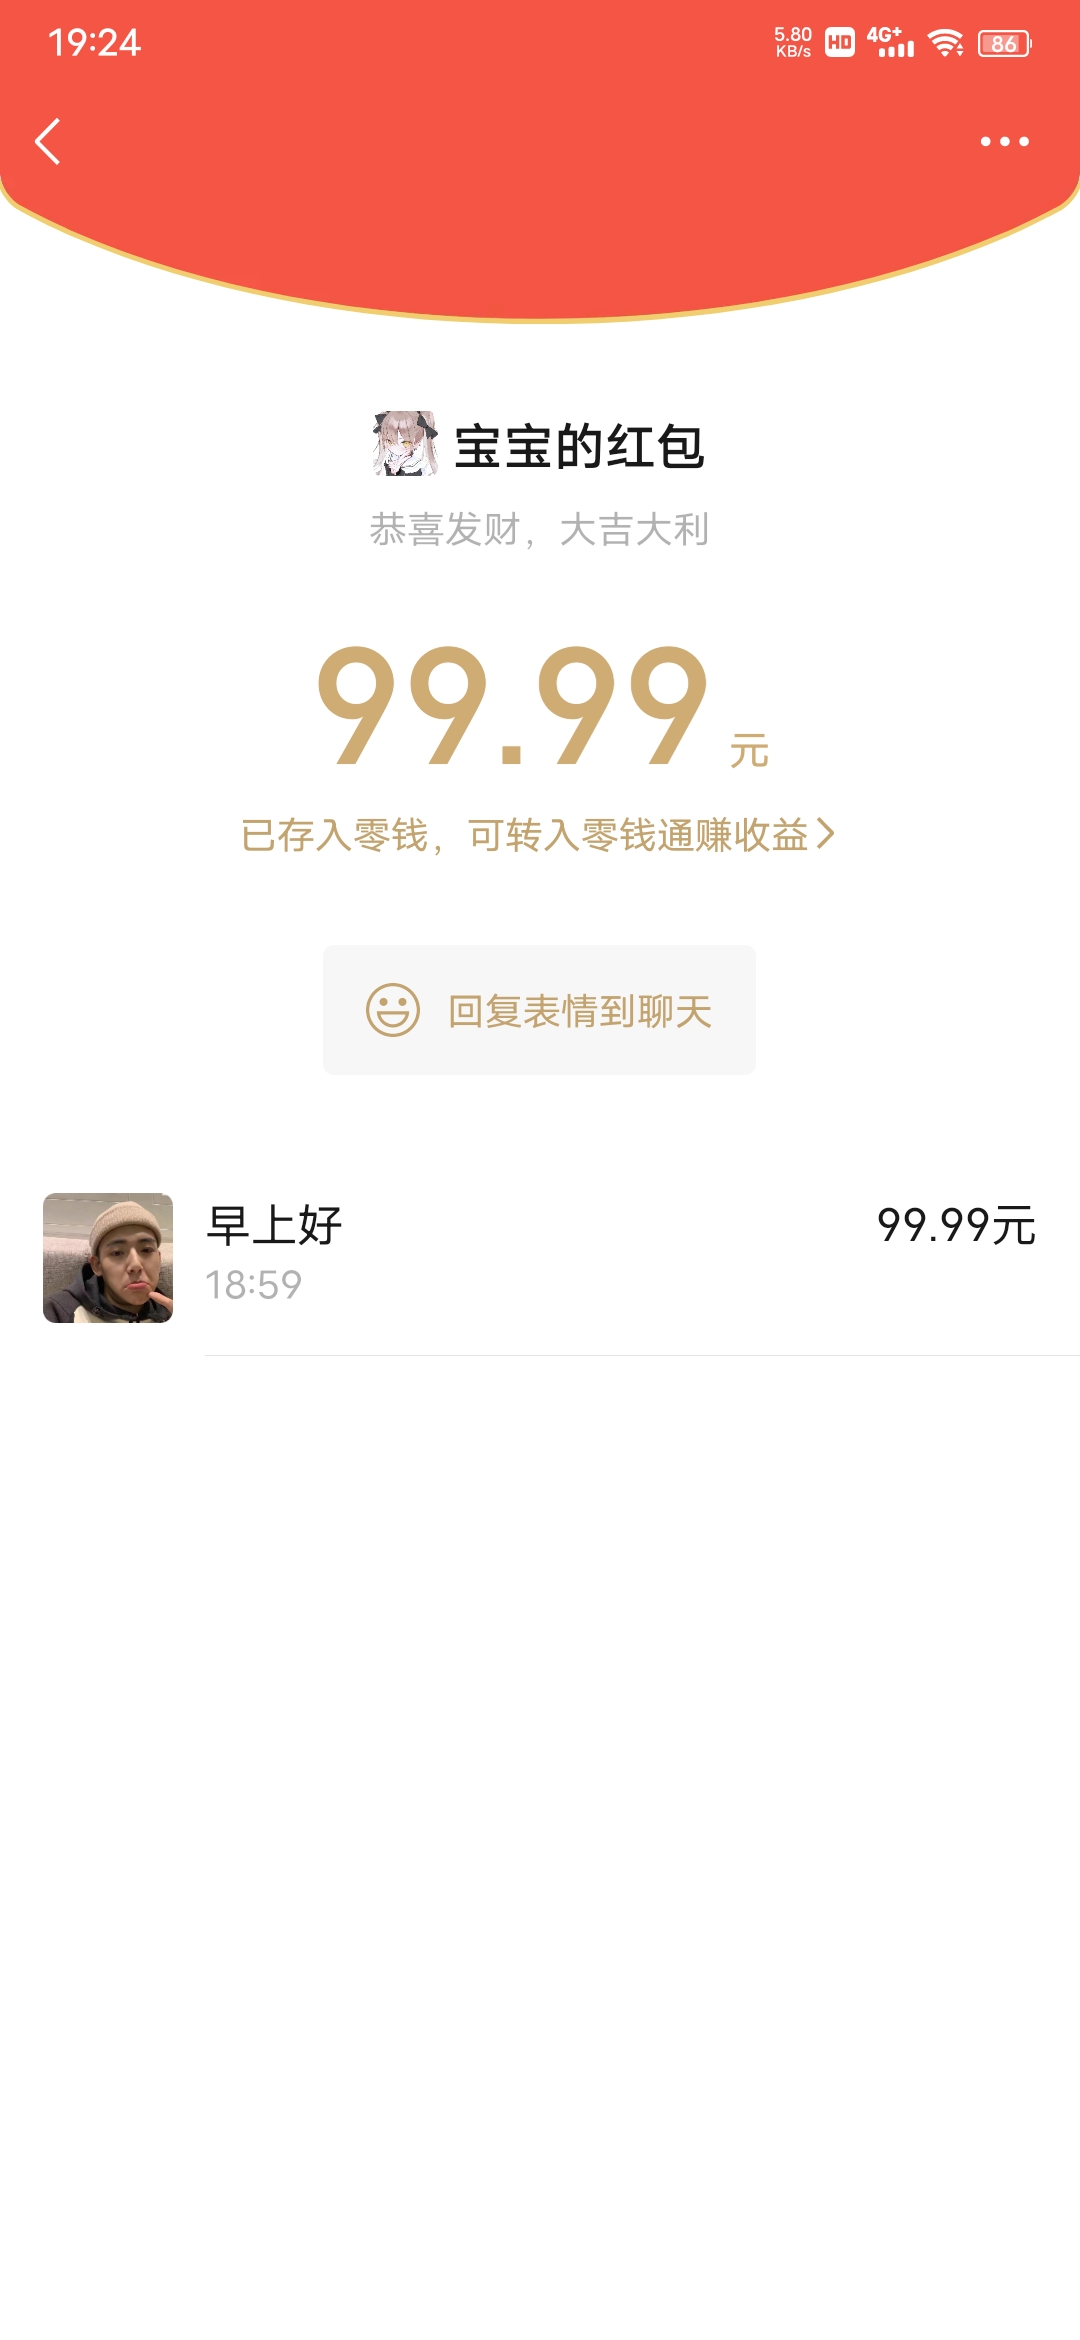 19:24
5.80 KB/s HD 4G+ 86
宝宝的红包
恭喜发财，大吉大利
99.99元
已存入零钱，可转入零钱通赚收益
回复表情到聊天
早上好 99.99元
18:59